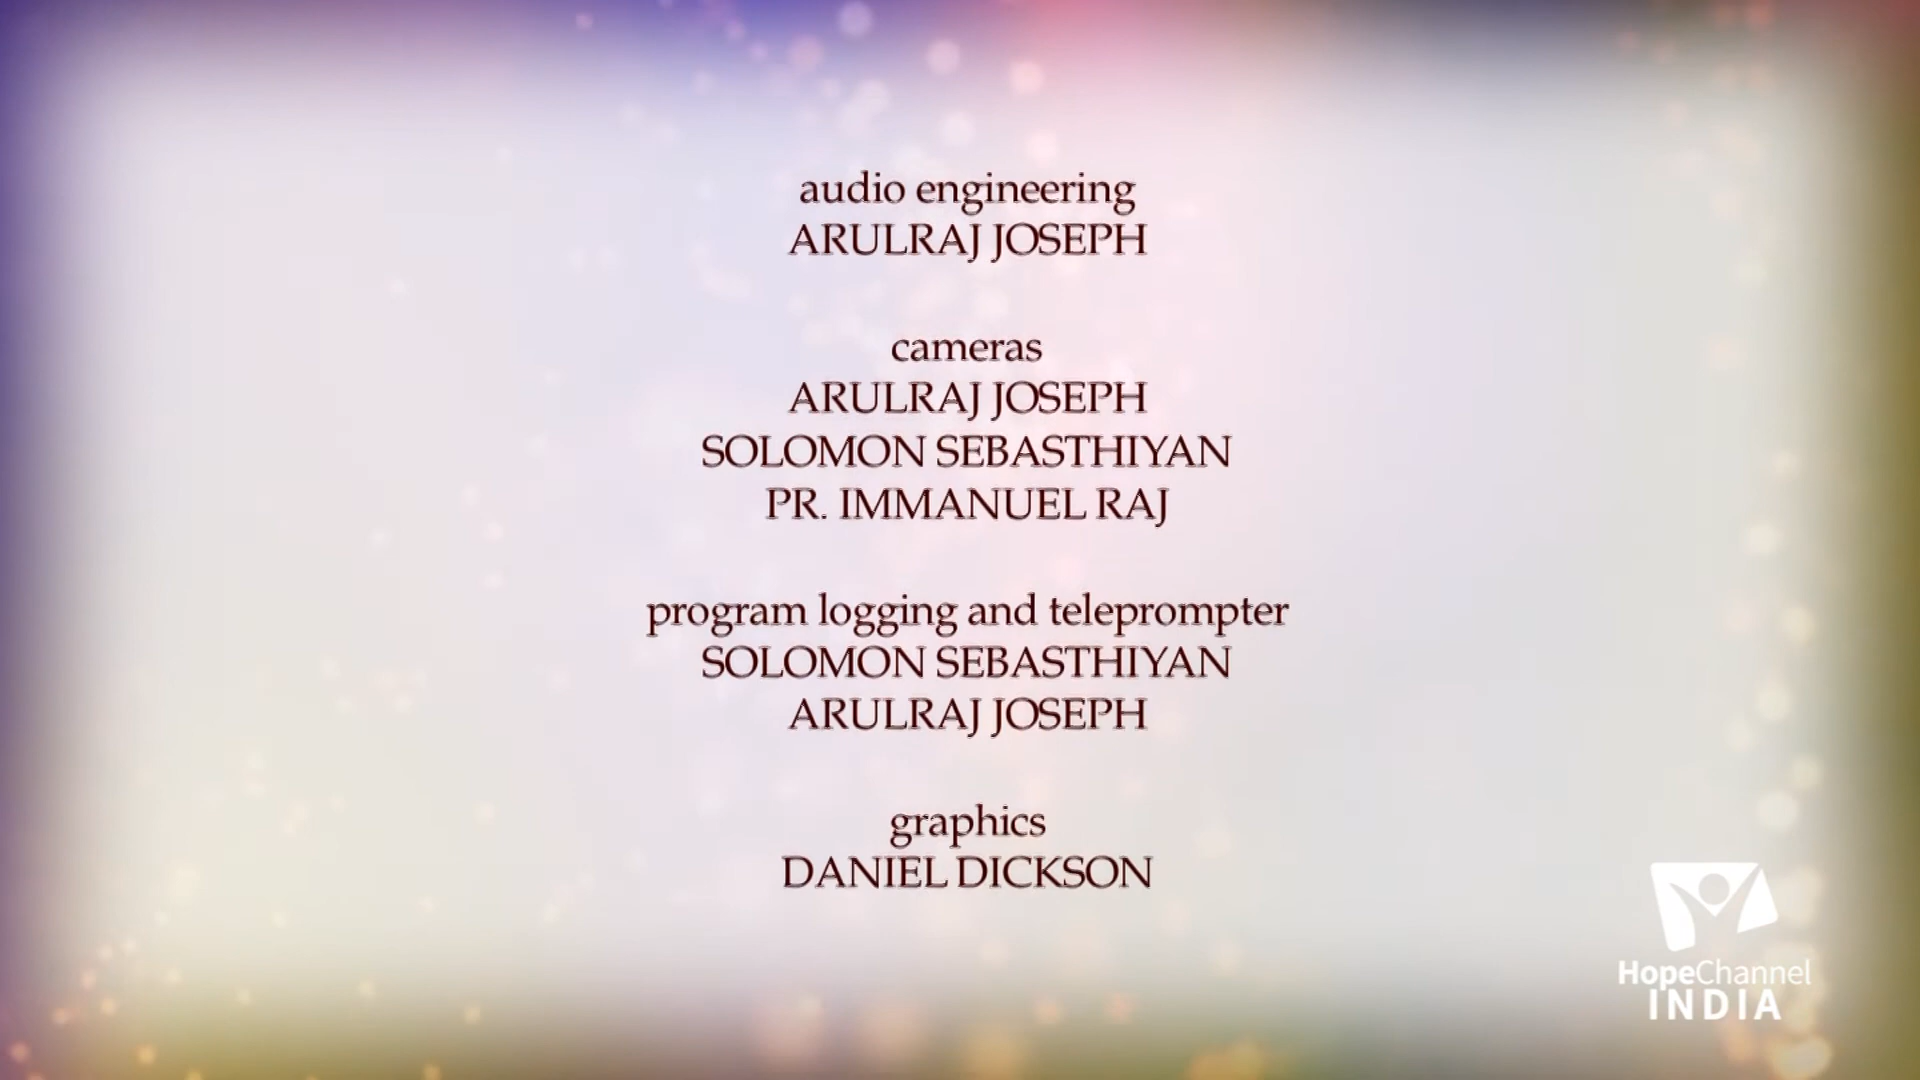 audio engineering
ARULRAJ JOSEPH
cameras
ARULRAJ JOSEPH
SOLOMON SEBASTHIYAN
PR. IMMANUEL RAJ
program logging and teleprompter
SOLOMON SEBASTHIYAN
ARULRAJ JOSEPH
graphics
DANIEL DICKSON
HopeChannel
INDIA